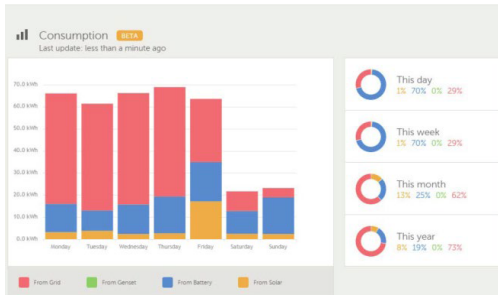 Consumption BETA
Last update: less than a minute ago
70.0 kWh
60.0 kWh
50.0 kWh
40.0 kWh
30.0 kWh
20.0 kWh
10.0 kWh
0.0 kWh
Monday Tuesday Wednesday Thursday Friday Saturday Sunday
From Grid From Genset From Battery From Solar
This day
1% 70% 0% 29%
This week
1% 70% 0% 29%
This month
13% 25% 0% 62%
This year
8% 19% 0% 73%